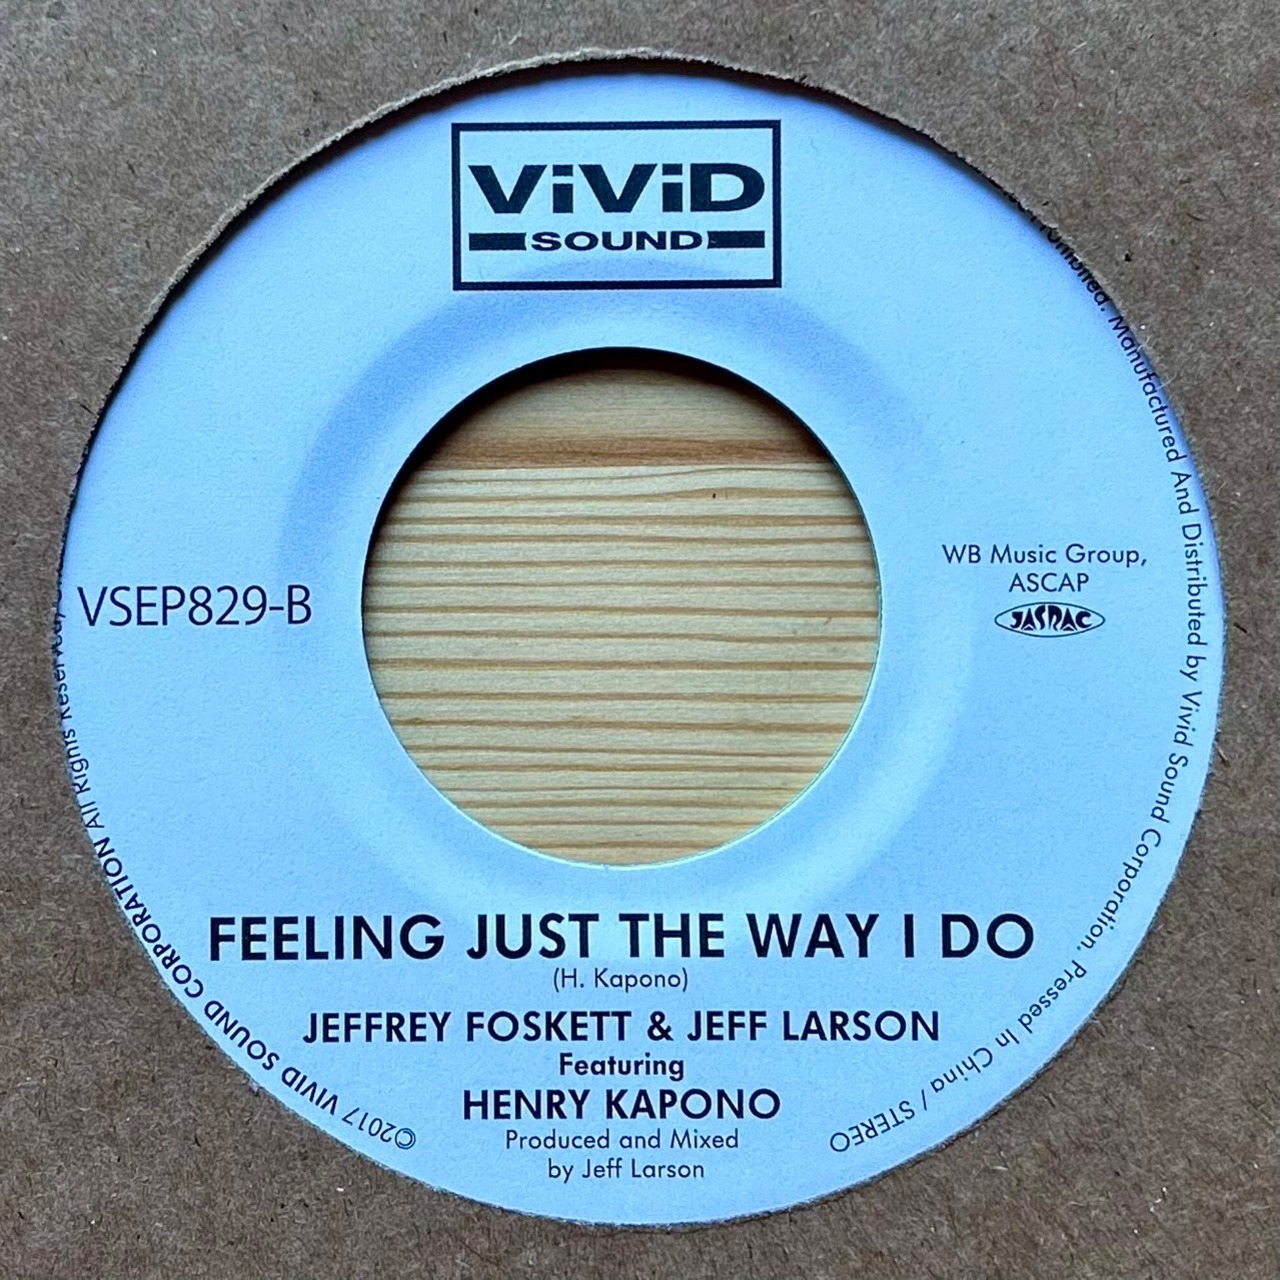 ViViD
SOUND
VSEP829-B
WB Music Group,
ASCAP
JASRAC
FEELING JUST THE WAY I DO
(H. Kapono)
JEFFREY FOSKETT & JEFF LARSON
Featuring
HENRY KAPONO
Produced and Mixed
by Jeff Larson
©2017 VIVID SOUND CORPORATION All Rights Reserved,
Manufactured And Distributed by Vivid Sound Corporation. Pressed In China / STEREO